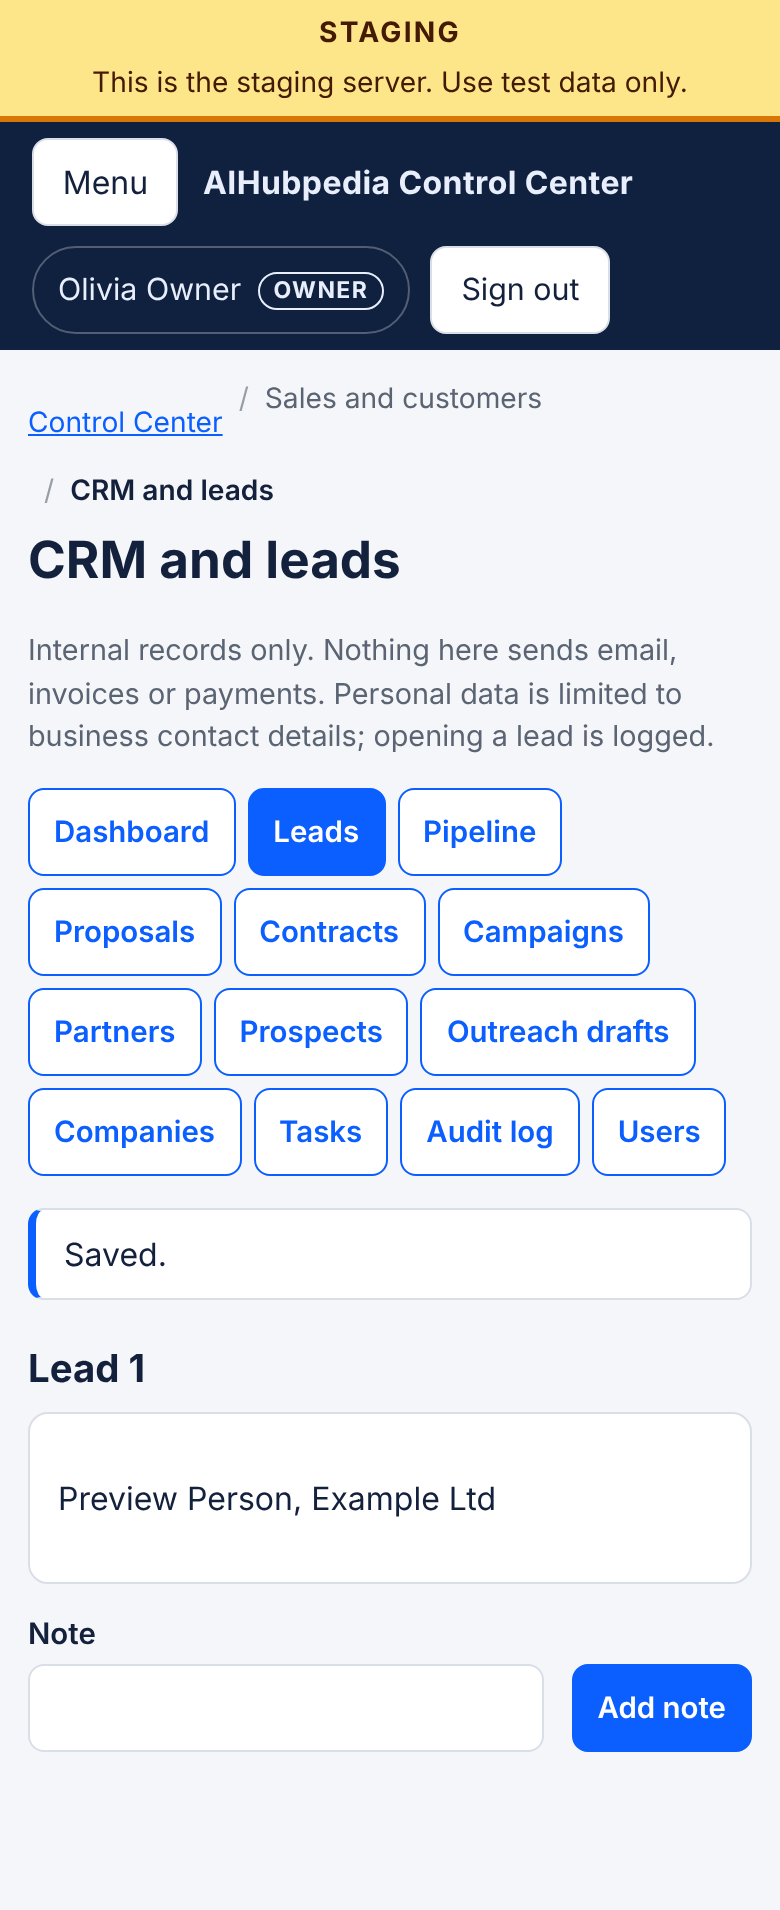 STAGING
This is the staging server. Use test data only.
Menu
AIHubpedia Control Center
Olivia Owner
OWNER
Sign out
Control Center
/ Sales and customers
/ CRM and leads
CRM and leads
Internal records only. Nothing here sends email,
invoices or payments. Personal data is limited to
business contact details; opening a lead is logged.
Dashboard
Leads
Pipeline
Proposals
Contracts
Campaigns
Partners
Prospects
Outreach drafts
Companies
Tasks
Audit log
Users
Saved.
Lead 1
Preview Person, Example Ltd
Note
Add note